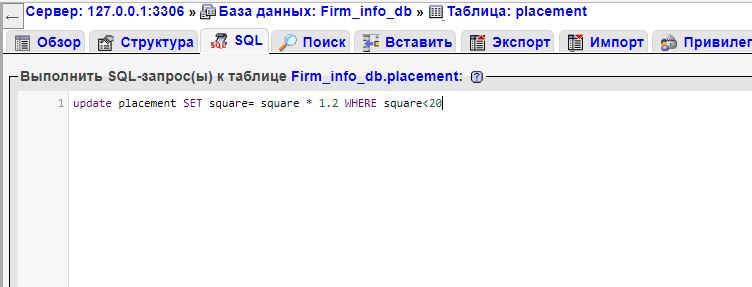 Сервер: 127.0.0.1:3306 » База данных: Firm_info_db » Таблица: placement
Обзор Структура SQL Поиск Вставить Экспорт Импорт Привилег
Выполнить SQL-запрос(ы) к таблице Firm_info_db.placement:
1 update placement SET square= square * 1.2 WHERE square<20